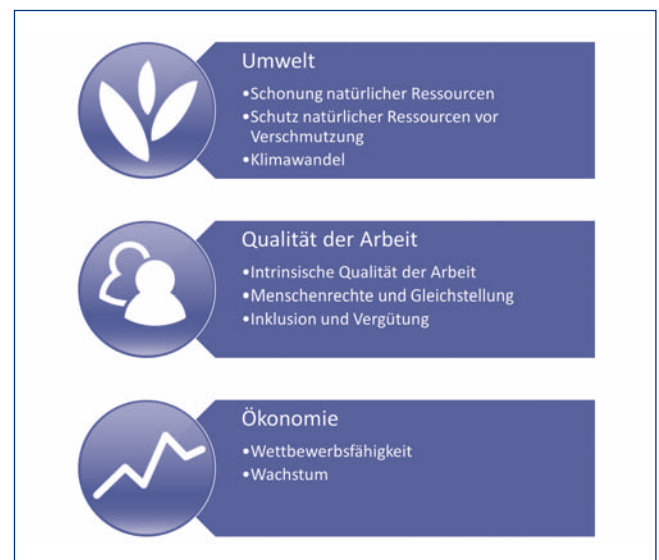 Umwelt
•Schonung natürlicher Ressourcen
•Schutz natürlicher Ressourcen vor
Verschmutzung
•Klimawandel
Qualität der Arbeit
•Intrinsische Qualität der Arbeit
•Menschenrechte und Gleichstellung
•Inklusion und Vergütung
Ökonomie
•Wettbewerbsfähigkeit
•Wachstum